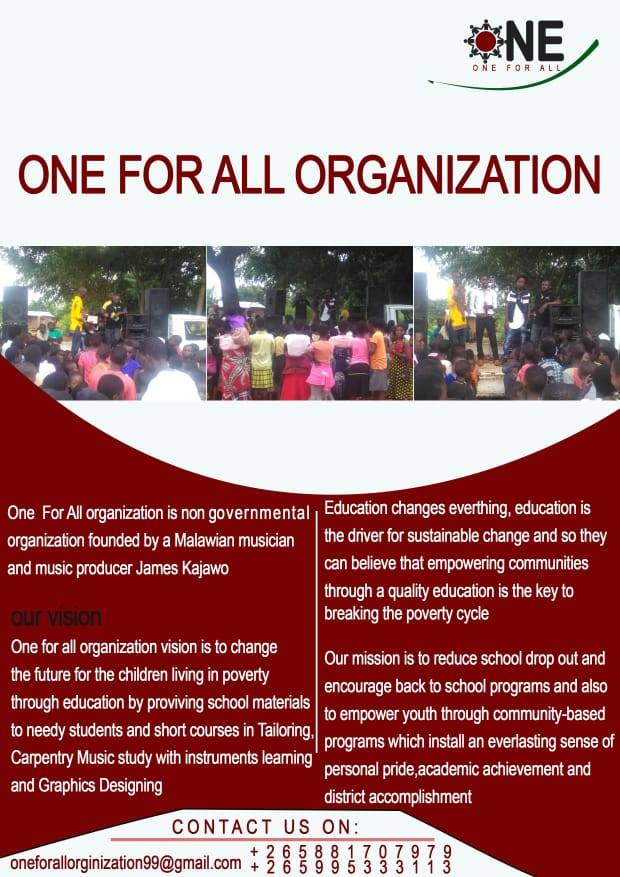 ONE
ONE FOR ALL
ONE FOR ALL ORGANIZATION
One For All organization is non governmental
organization founded by a Malawian musician
and music producer James Kajawo
our vision
One for all organization vision is to change
the future for the children living in poverty
through education by proviving school materials
to needy students and short courses in Tailoring,
Carpentry Music study with instruments learning
and Graphics Designing
Education changes everthing, education is
the driver for sustainable change and so they
can believe that empowering communities
through a quality education is the key to
breaking the poverty cycle
Our mission is to reduce school drop out and
encourage back to school programs and also
to empower youth through community-based
programs which install an everlasting sense of
personal pride,academic achievement and
district accomplishment
CONTACT US ON:
oneforallorginization99@gmail.com
+265881707979
+265995333113